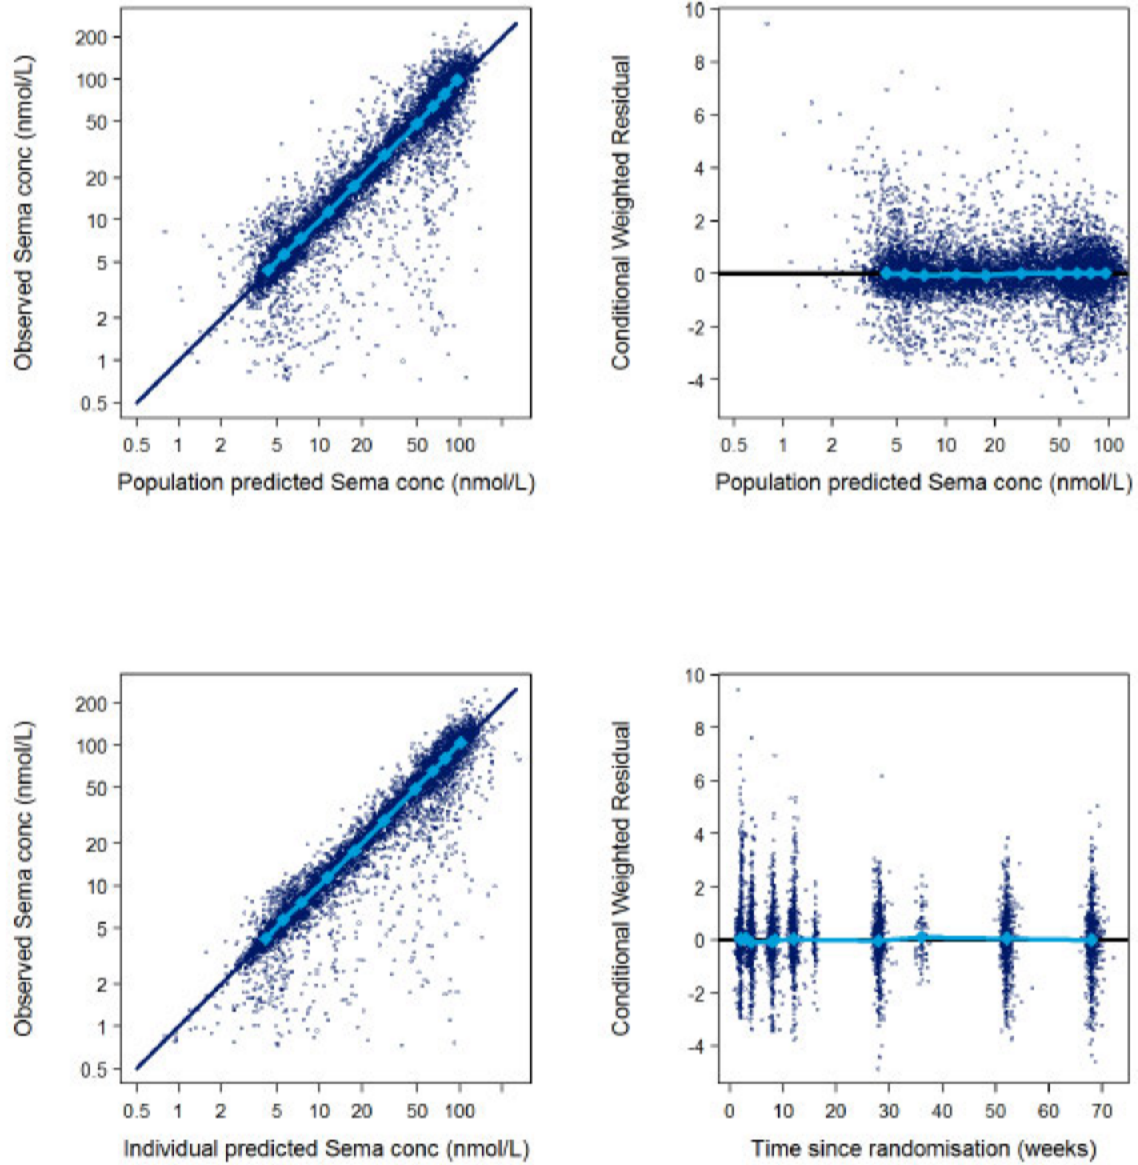 200
100
50
20
10
5
2
1
0.5
Observed Sema conc (nmol/L)
0.5 1 2 5 10 20 50 100
Population predicted Sema conc (nmol/L)
10
8
6
4
2
0
-2
-4
Conditional Weighted Residual
0.5 1 2 5 10 20 50 100
Population predicted Sema conc (nmol/L)
200
100
50
20
10
5
2
1
0.5
Observed Sema conc (nmol/L)
0.5 1 2 5 10 20 50 100
Individual predicted Sema conc (nmol/L)
10
8
6
4
2
0
-2
-4
Conditional Weighted Residual
0 10 20 30 40 50 60 70
Time since randomisation (weeks)